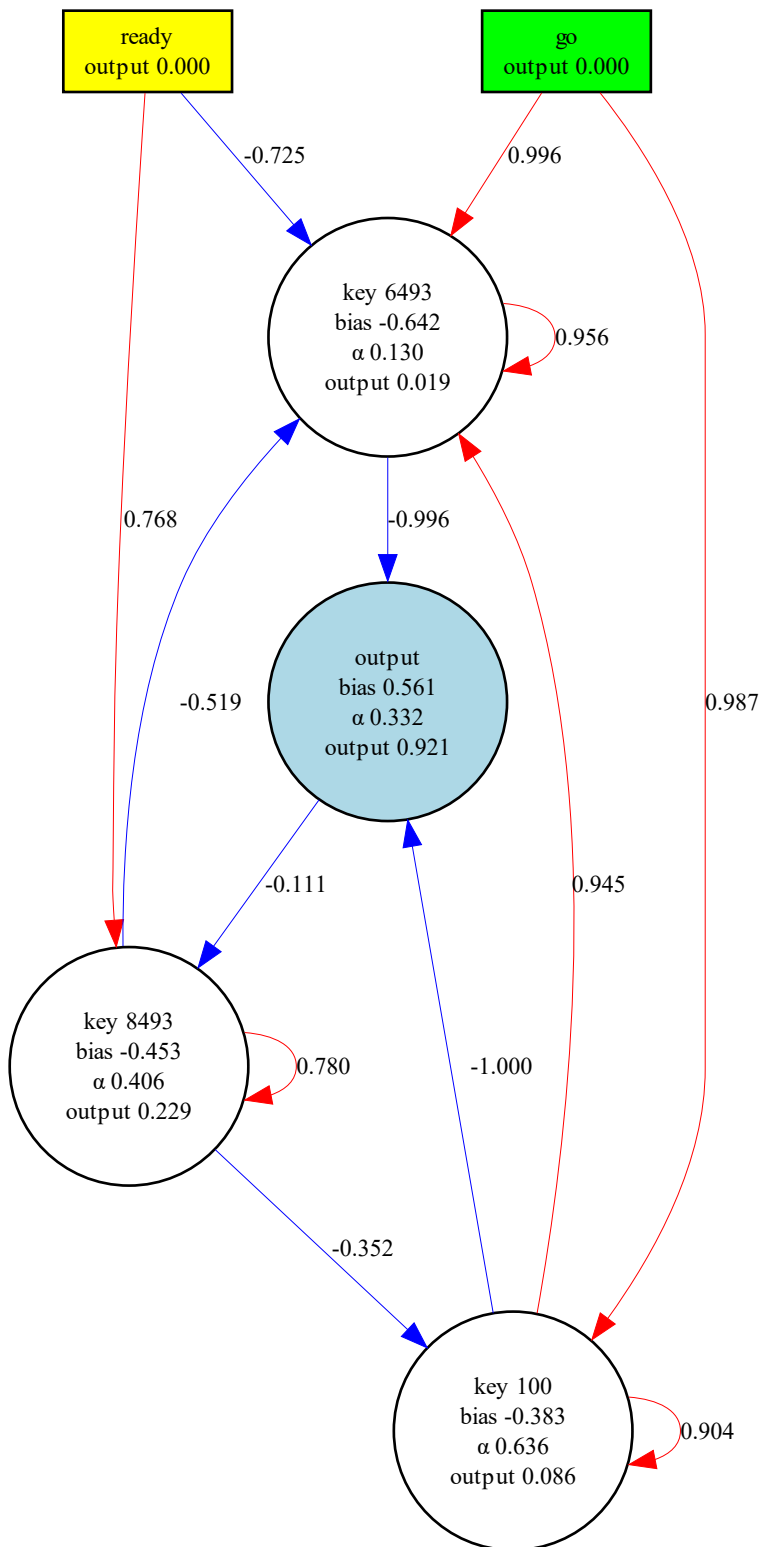 ready
output 0.000
go
output 0.000
-0.725
0.996
key 6493
bias -0.642
α 0.130
output 0.019
0.956
0.768
-0.996
-0.519
output
bias 0.561
α 0.332
output 0.921
0.987
-0.111
0.945
key 8493
bias -0.453
α 0.406
output 0.229
0.780
-1.000
-0.352
key 100
bias -0.383
α 0.636
output 0.086
0.904